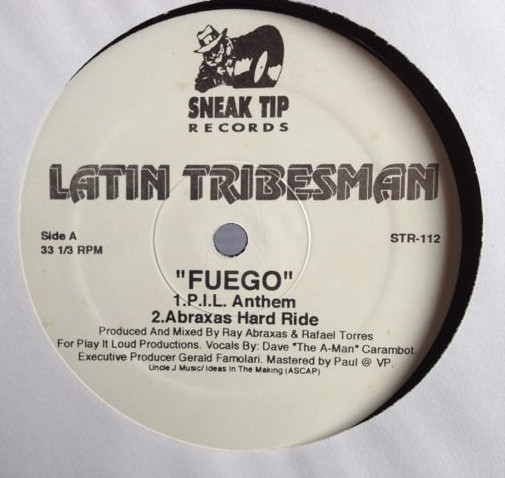 SNEAK TIP
RECORDS
LATIN TRIBESMAN
Side A
33 1/3 RPM
STR-112
"FUEGO"
1.P.I.L. Anthem
2.Abraxas Hard Ride
Produced And Mixed By Ray Abraxas & Rafael Torres
For Play It Loud Productions. Vocals By: Dave "The A-Man" Carambot.
Executive Producer Gerald Famolari. Mastered by Paul @ VP.
Uncle J Music/ Ideas In The Making (ASCAP)